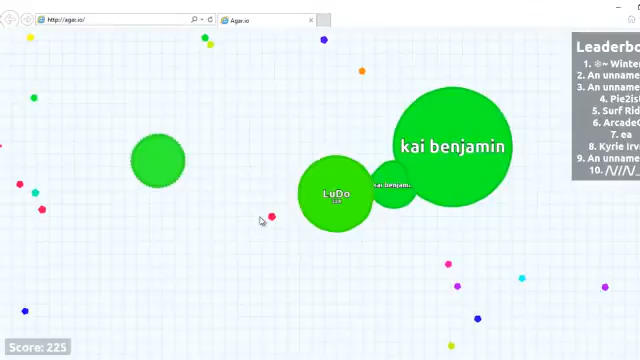 http://agar.io/
Agar.io
Leaderbo
1. ❄~ Winter
2. An unname
3. An unname
4. Pie2is
5. Surf Rid
6. Arcade
7. ea
8. Kyrie Irv
9. An unname
10.
kai benjamin
LuDo
kai benjami
Score: 225